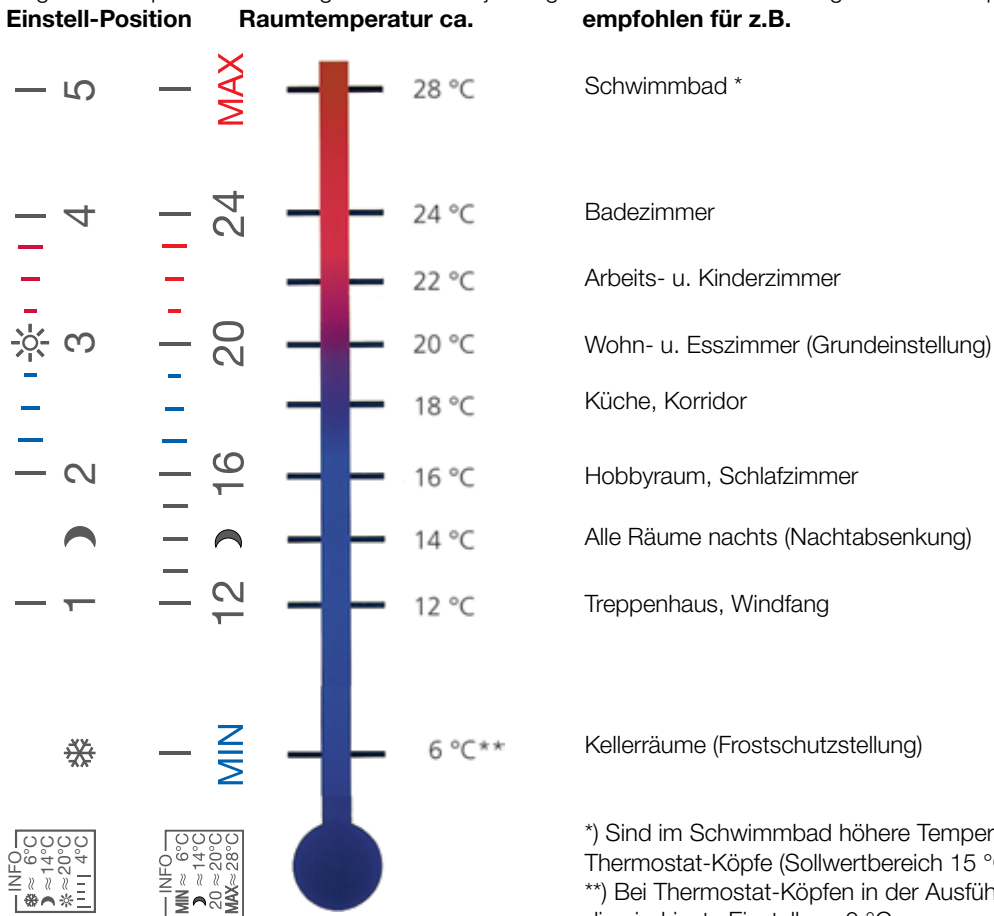 Einstell-Position Raumtemperatur ca. empfohlen für z.B.
5 MAX 28 °C Schwimmbad *
4 24 24 °C Badezimmer
22 °C Arbeits- u. Kinderzimmer
3 20 20 °C Wohn- u. Esszimmer (Grundeinstellung)
18 °C Küche, Korridor
2 16 16 °C Hobbyraum, Schlafzimmer
14 °C Alle Räume nachts (Nachtabsenkung)
1 12 12 °C Treppenhaus, Windfang
MIN 6 °C** Kellerräume (Frostschutzstellung)
INFO
≈ 6°C
≈ 14°C
≈ 20°C
4°C
INFO
MIN ≈ 6°C
≈ 14°C
20 ≈ 20°C
MAX ≈ 28°C
*) Sind im Schwimmbad höhere Temper
Thermostat-Köpfe (Sollwertbereich 15 °
**) Bei Thermostat-Köpfen in der Ausfüh